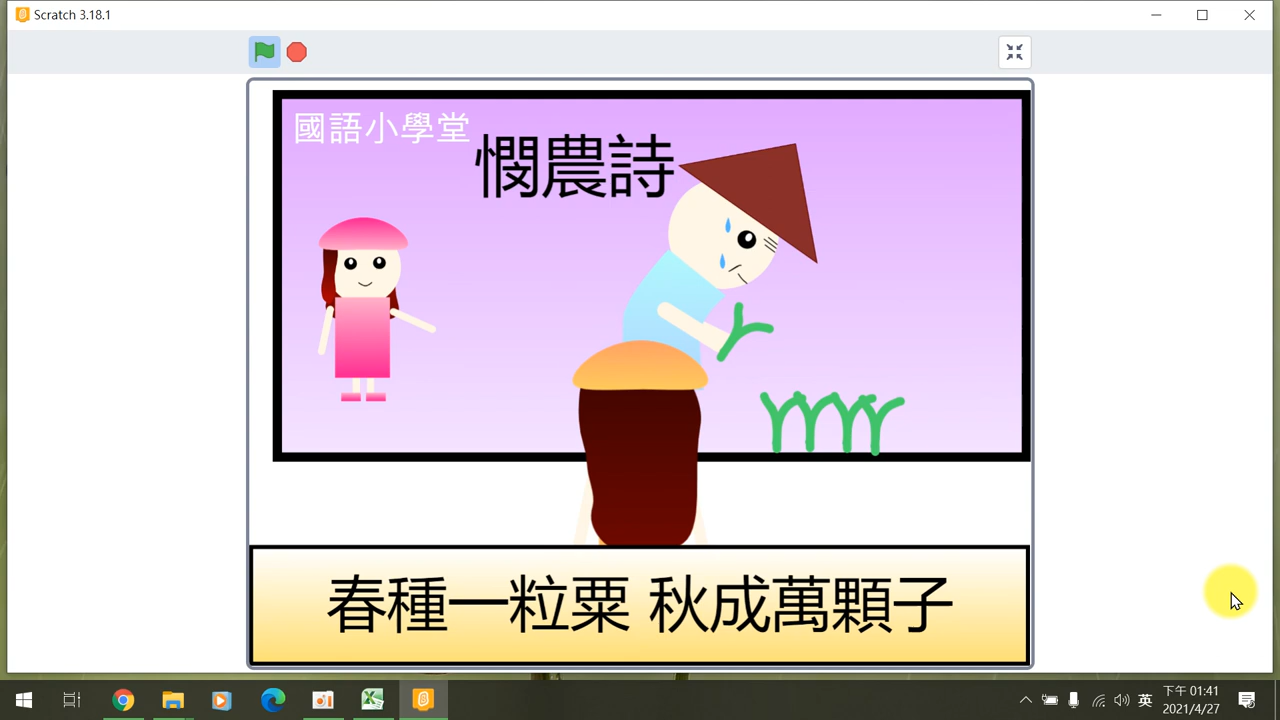 Scratch 3.18.1
國語小學堂
憫農詩
春種一粒粟 秋成萬顆子
英
下午 01:41
2021/4/27